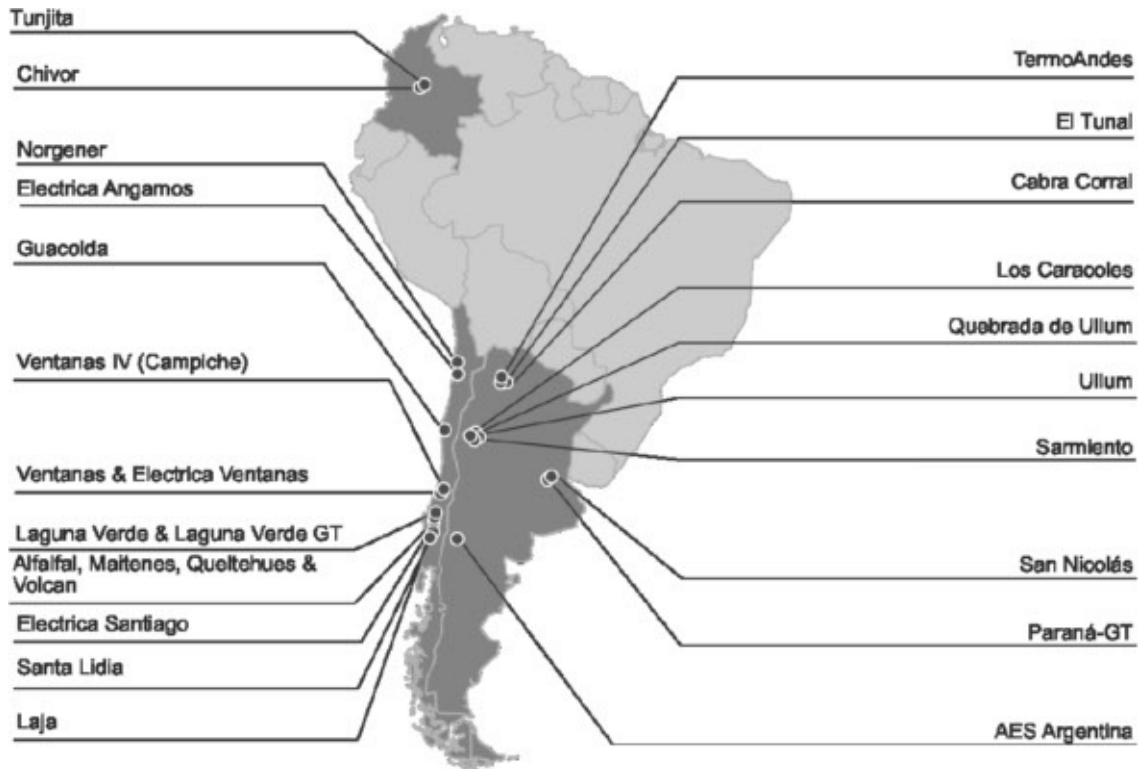 Tunjita
Chivor
Norgener
Electrica Angamos
Guacolda
Ventanas IV (Campiche)
Ventanas & Electrica Ventanas
Laguna Verde & Laguna Verde GT
Alfalfal, Maitenes, Queltehues &
Volcan
Electrica Santiago
Santa Lidia
Laja
TermoAndes
El Tunal
Cabra Corral
Los Caracoles
Quebrada de Ullum
Ullum
Sarmiento
San Nicolás
Paraná-GT
AES Argentina